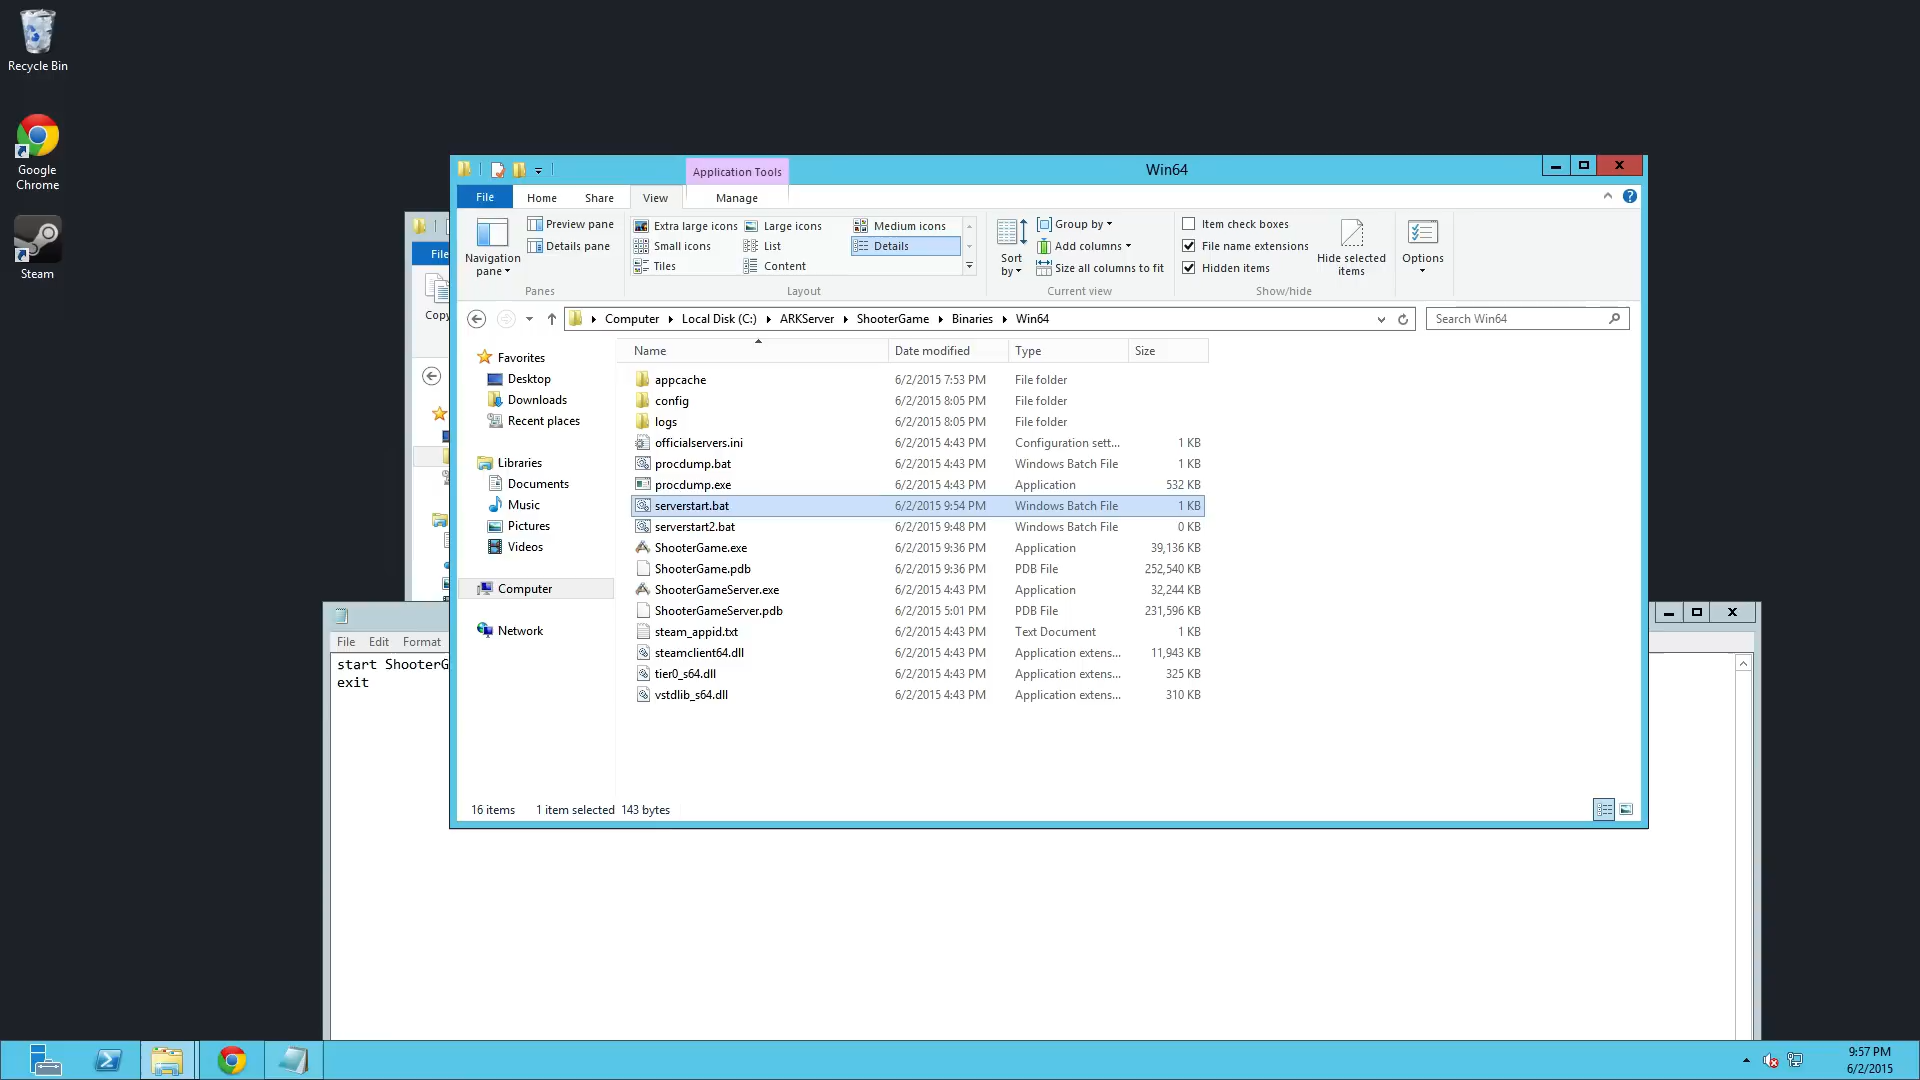 Recycle Bin
Google
Chrome
Steam
Application Tools
Win64
File Home Share View Manage
Navigation
pane
Preview pane
Details pane
Panes
Extra large icons Large icons Medium icons
Small icons List Details
Tiles Content
Layout
Sort
by
Group by
Add columns
Size all columns to fit
Current view
Item check boxes
File name extensions
Hidden items
Hide selected
items
Show/hide
Options
Computer Local Disk (C:) ARKServer ShooterGame Binaries Win64
Search Win64
Favorites
Desktop
Downloads
Recent places
Libraries
Documents
Music
Pictures
Videos
Computer
Network
Name Date modified Type Size
appcache 6/2/2015 7:53 PM File folder
config 6/2/2015 8:05 PM File folder
logs 6/2/2015 8:05 PM File folder
officialservers.ini 6/2/2015 4:43 PM Configuration sett... 1 KB
procdump.bat 6/2/2015 4:43 PM Windows Batch File 1 KB
procdump.exe 6/2/2015 4:43 PM Application 532 KB
serverstart.bat 6/2/2015 9:54 PM Windows Batch File 1 KB
serverstart2.bat 6/2/2015 9:48 PM Windows Batch File 0 KB
ShooterGame.exe 6/2/2015 9:36 PM Application 39,136 KB
ShooterGame.pdb 6/2/2015 9:36 PM PDB File 252,540 KB
ShooterGameServer.exe 6/2/2015 4:43 PM Application 32,244 KB
ShooterGameServer.pdb 6/2/2015 5:01 PM PDB File 231,596 KB
steam_appid.txt 6/2/2015 4:43 PM Text Document 1 KB
steamclient64.dll 6/2/2015 4:43 PM Application extens... 11,943 KB
tier0_s64.dll 6/2/2015 4:43 PM Application extens... 325 KB
vstdlib_s64.dll 6/2/2015 4:43 PM Application extens... 310 KB
16 items 1 item selected 143 bytes
File
Copy
File Edit Format
start ShooterG
exit
9:57 PM
6/2/2015